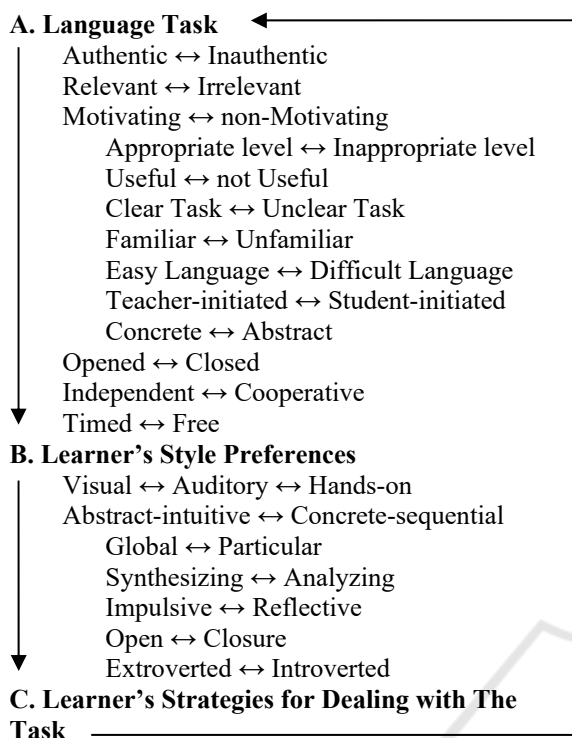 A. Language Task
Authentic ↔ Inauthentic
Relevant ↔ Irrelevant
Motivating ↔ non-Motivating
Appropriate level ↔ Inappropriate level
Useful ↔ not Useful
Clear Task ↔ Unclear Task
Familiar ↔ Unfamiliar
Easy Language ↔ Difficult Language
Teacher-initiated ↔ Student-initiated
Concrete ↔ Abstract
Opened ↔ Closed
Independent ↔ Cooperative
Timed ↔ Free
B. Learner’s Style Preferences
Visual ↔ Auditory ↔ Hands-on
Abstract-intuitive ↔ Concrete-sequential
Global ↔ Particular
Synthesizing ↔ Analyzing
Impulsive ↔ Reflective
Open ↔ Closure
Extroverted ↔ Introverted
C. Learner’s Strategies for Dealing with The
Task